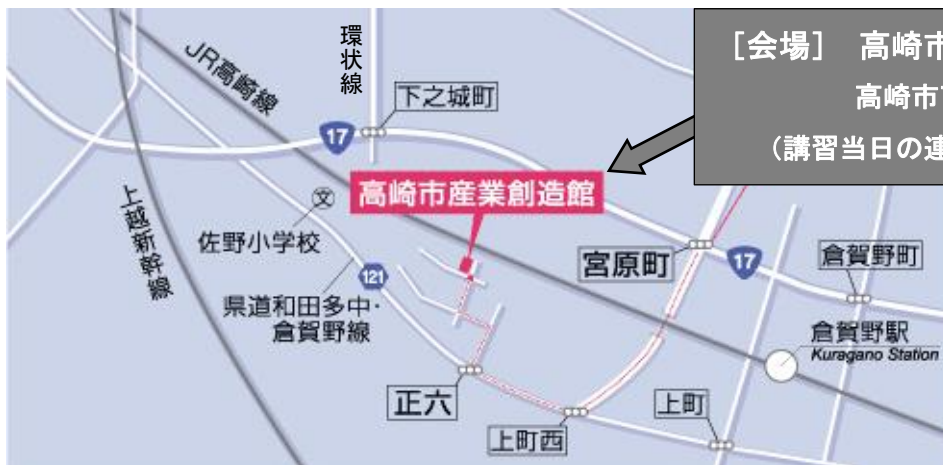 [会場] 高崎市
高崎市
(講習当日の連
環状線
JR高崎線
下之城町
17
高崎市産業創造館
上越新幹線
文
佐野小学校
121
県道和田多中・
倉賀野線
宮原町
17
倉賀野町
倉賀野駅
Kuragano Station
正六
上町
上町西